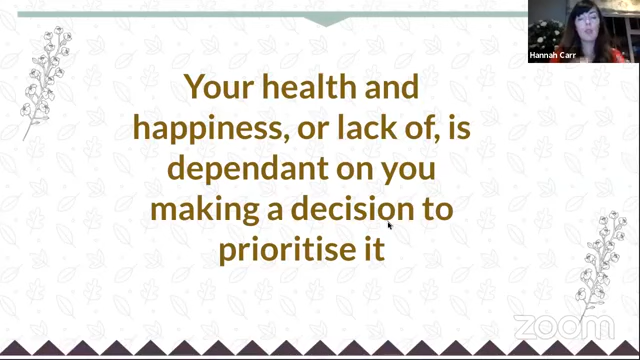 Your health and
happiness, or lack of, is
dependant on you
making a decision to
prioritise it
Hannah Carr
zoom